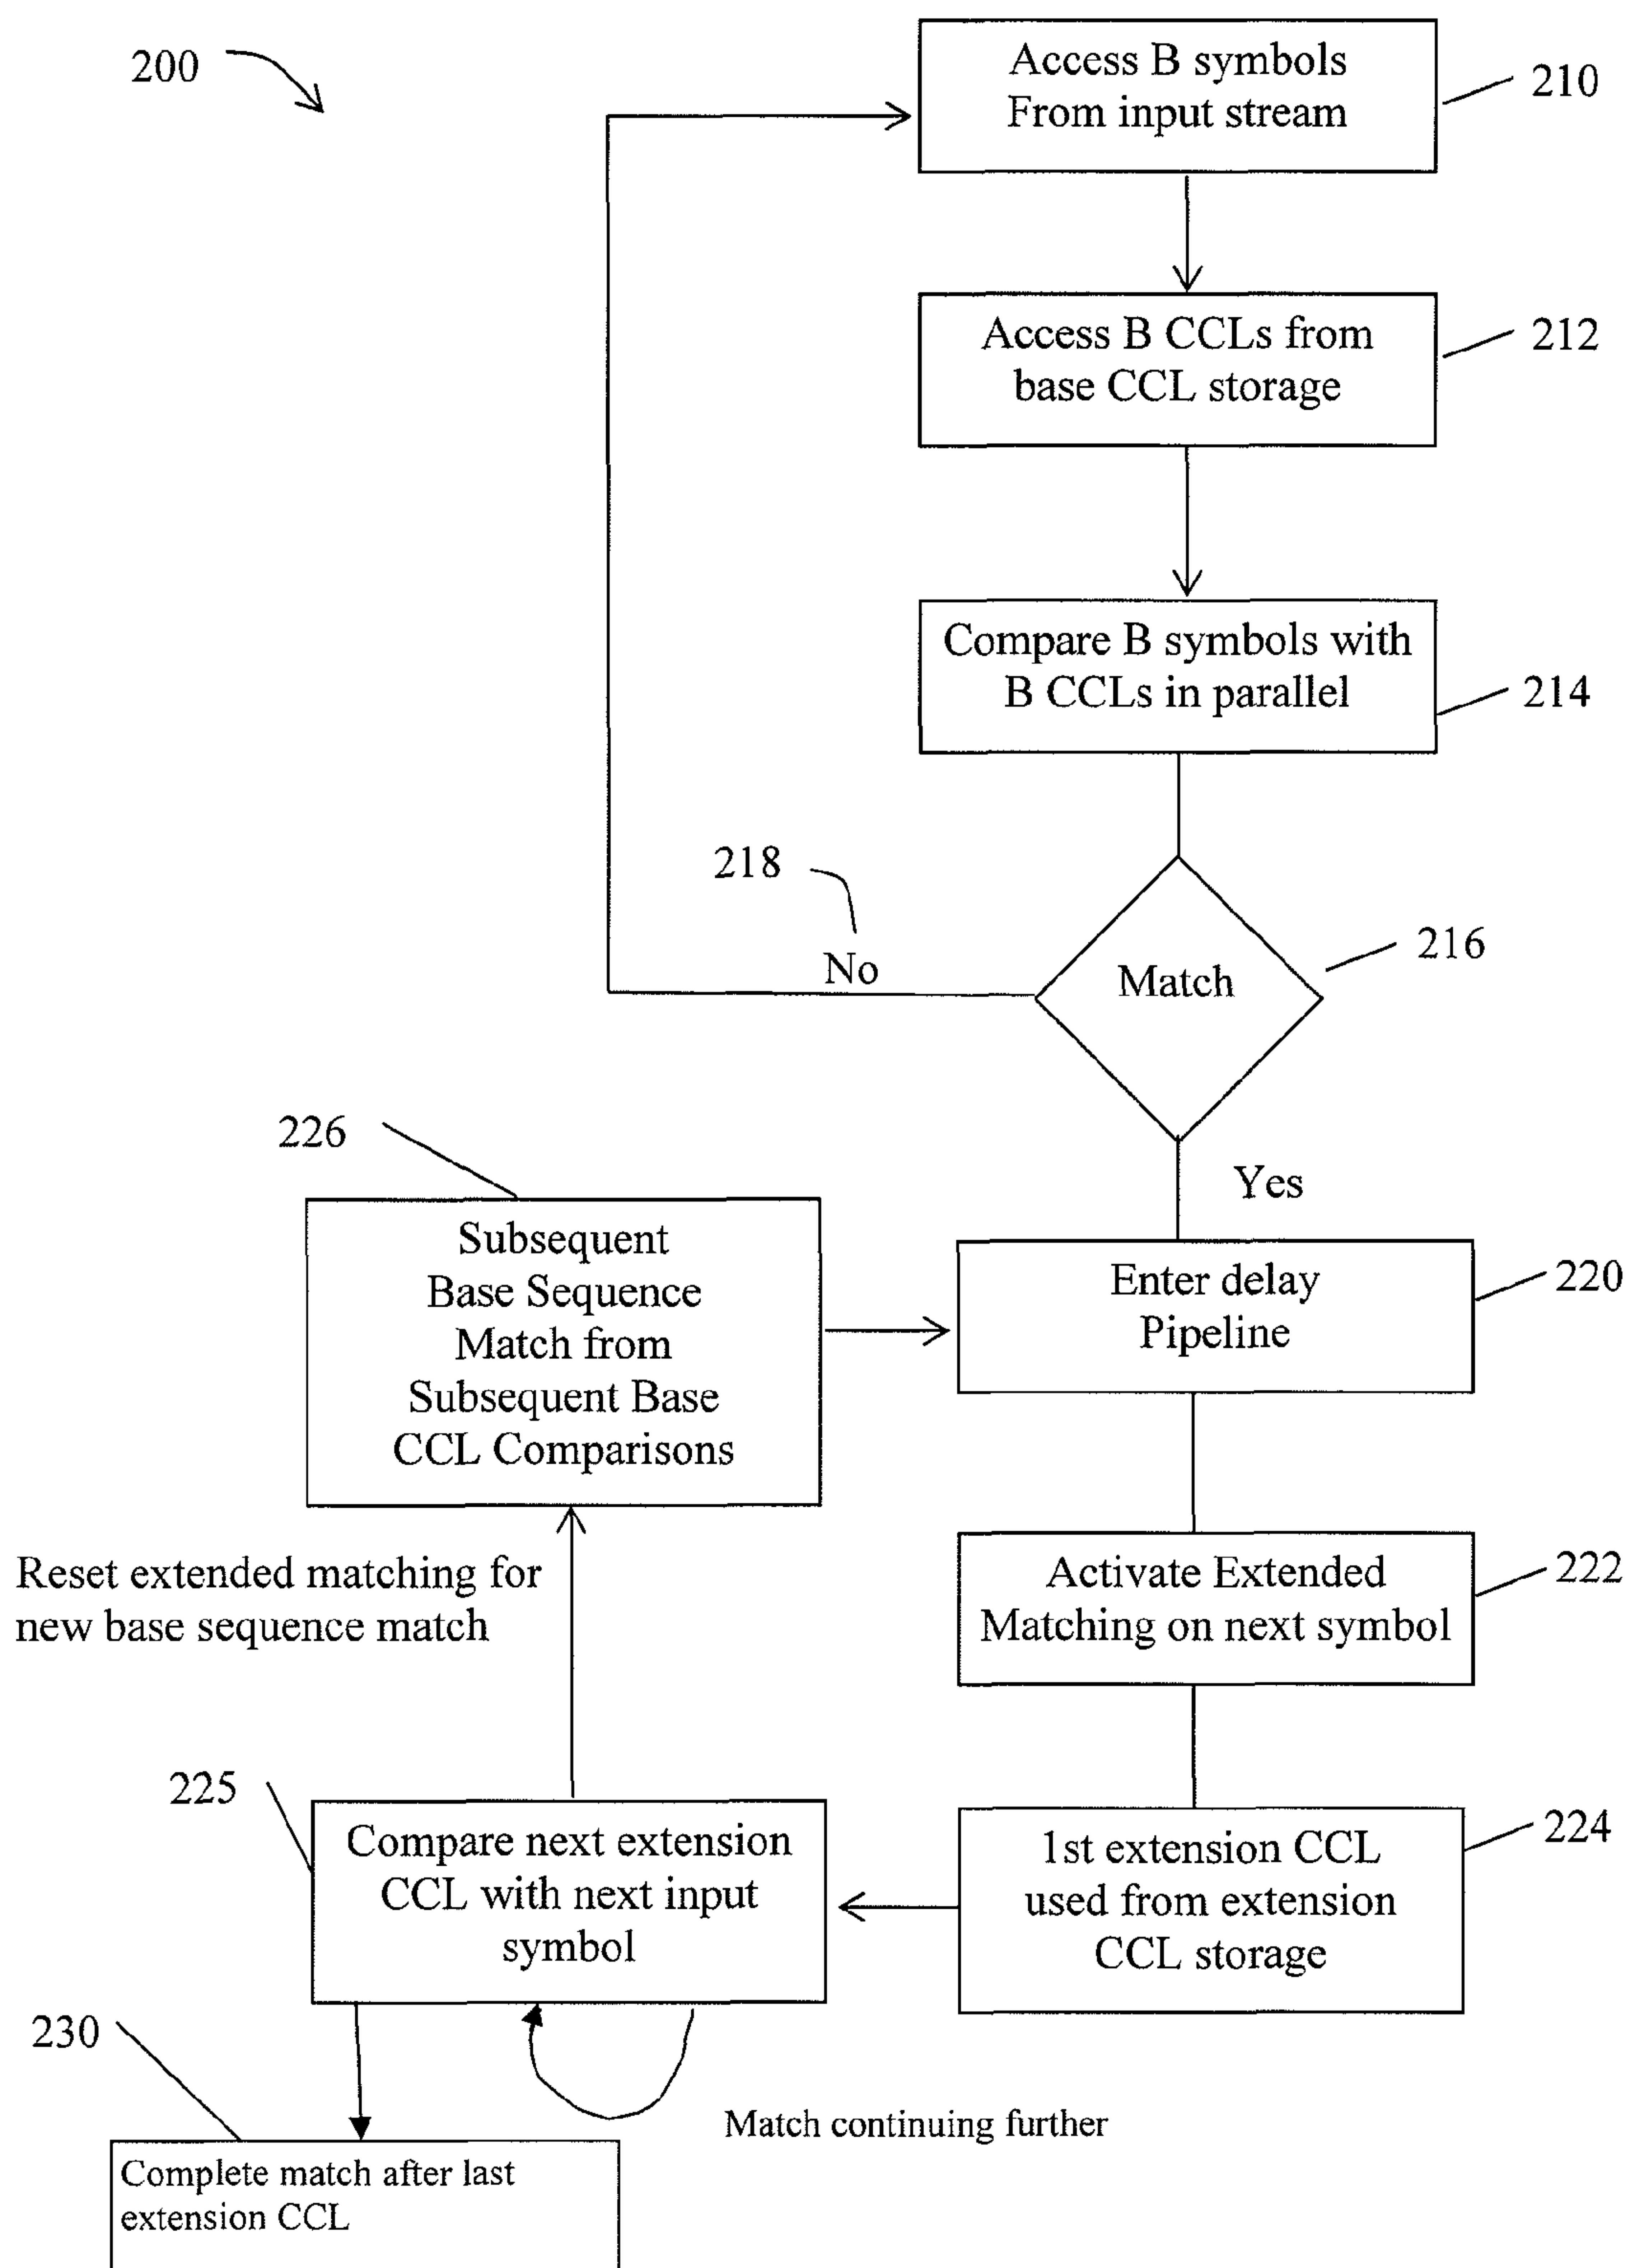 200
Access B symbols
From input stream
210
Access B CCLs from
base CCL storage
212
Compare B symbols with
B CCLs in parallel
214
218
No
Match
216
Yes
226
Subsequent
Base Sequence
Match from
Subsequent Base
CCL Comparisons
Enter delay
Pipeline
220
Reset extended matching for
new base sequence match
Activate Extended
Matching on next symbol
222
225
Compare next extension
CCL with next input
symbol
1st extension CCL
used from extension
CCL storage
224
230
Match continuing further
Complete match after last
extension CCL